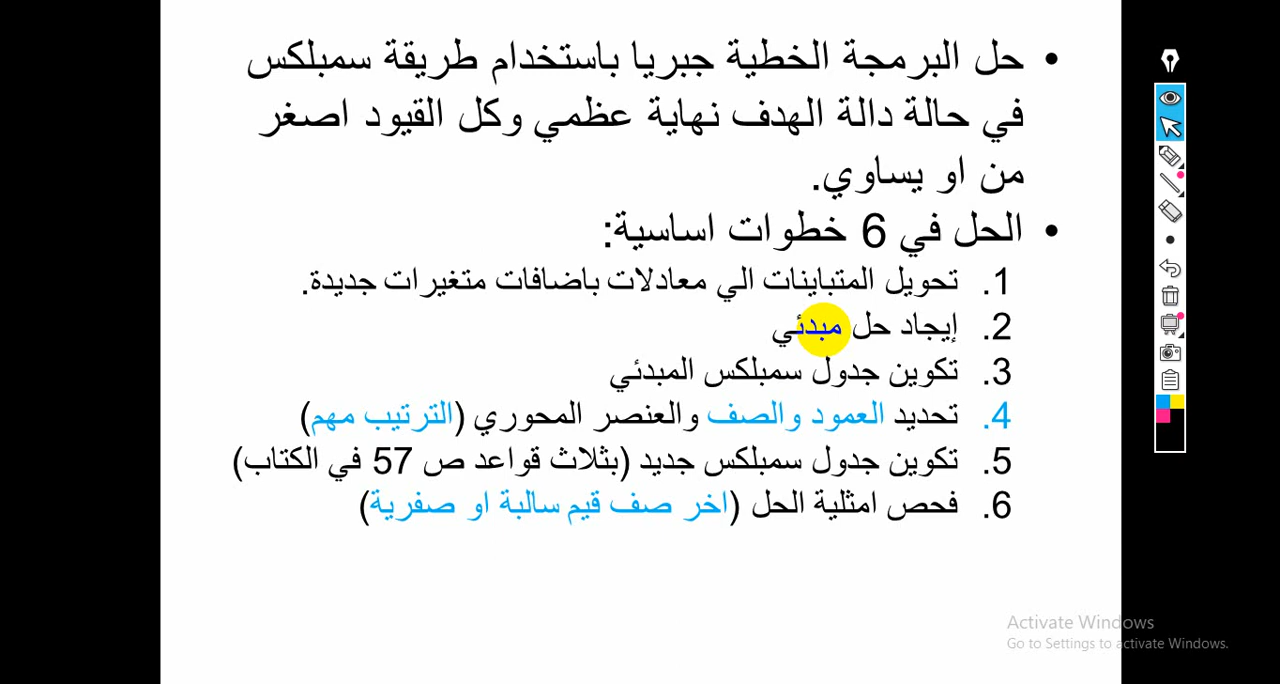 • حل البرمجة الخطية جبريا باستخدام طريقة سمبلكس
في حالة دالة الهدف نهاية عظمي وكل القيود اصغر
من او يساوي.
• الحل في 6 خطوات اساسية:
1. تحويل المتباينات الي معادلات باضافات متغيرات جديدة.
2. إيجاد حل مبدئي
3. تكوين جدول سمبلكس المبدئي
4. تحديد العمود والصف والعنصر المحوري (الترتيب مهم)
5. تكوين جدول سمبلكس جديد (بثلاث قواعد ص 57 في الكتاب)
6. فحص امثلية الحل (اخر صف قيم سالبة او صفرية)
Activate Windows
Go to Settings to activate Windows.